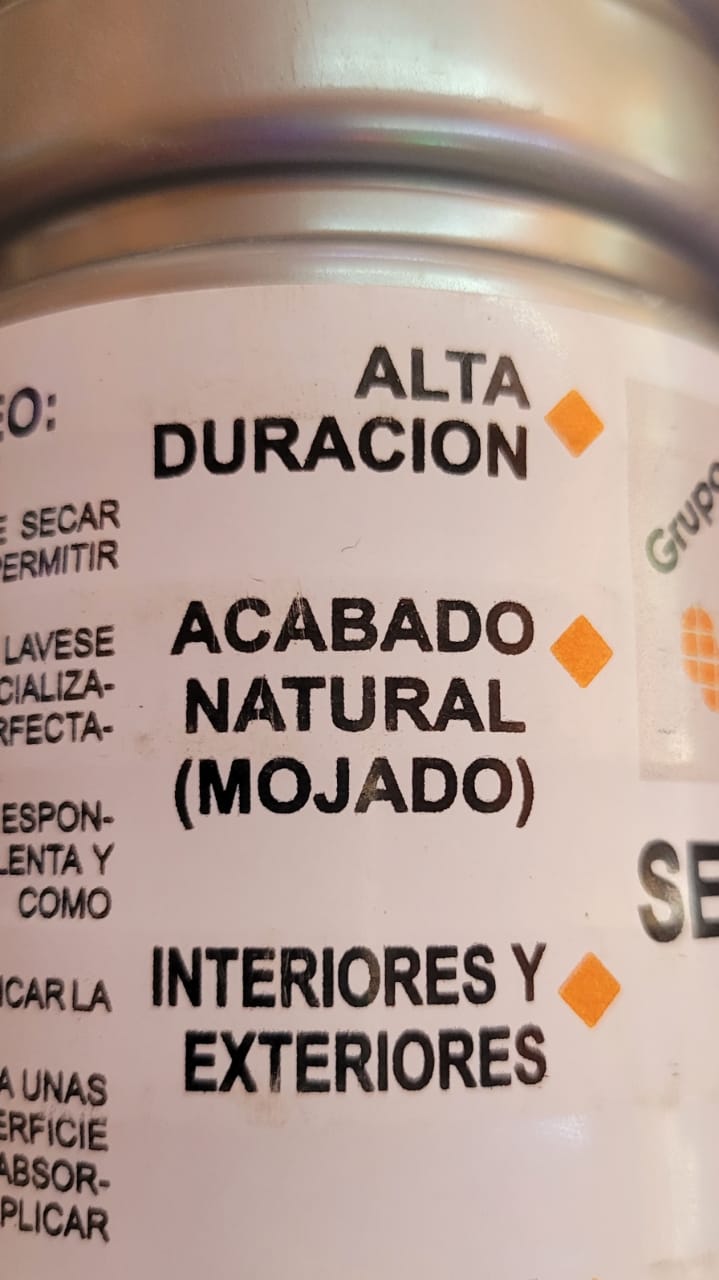 EO:
SECAR
PERMITIR
LAVESE
CIALIZA-
RFECTA-
ESPON-
LENTA Y
COMO
ICAR LA
A UNAS
ERFICIE
ABSOR-
PLICAR
ALTA
DURACION
ACABADO
NATURAL
(MOJADO)
INTERIORES Y
EXTERIORES
Grupo
SE